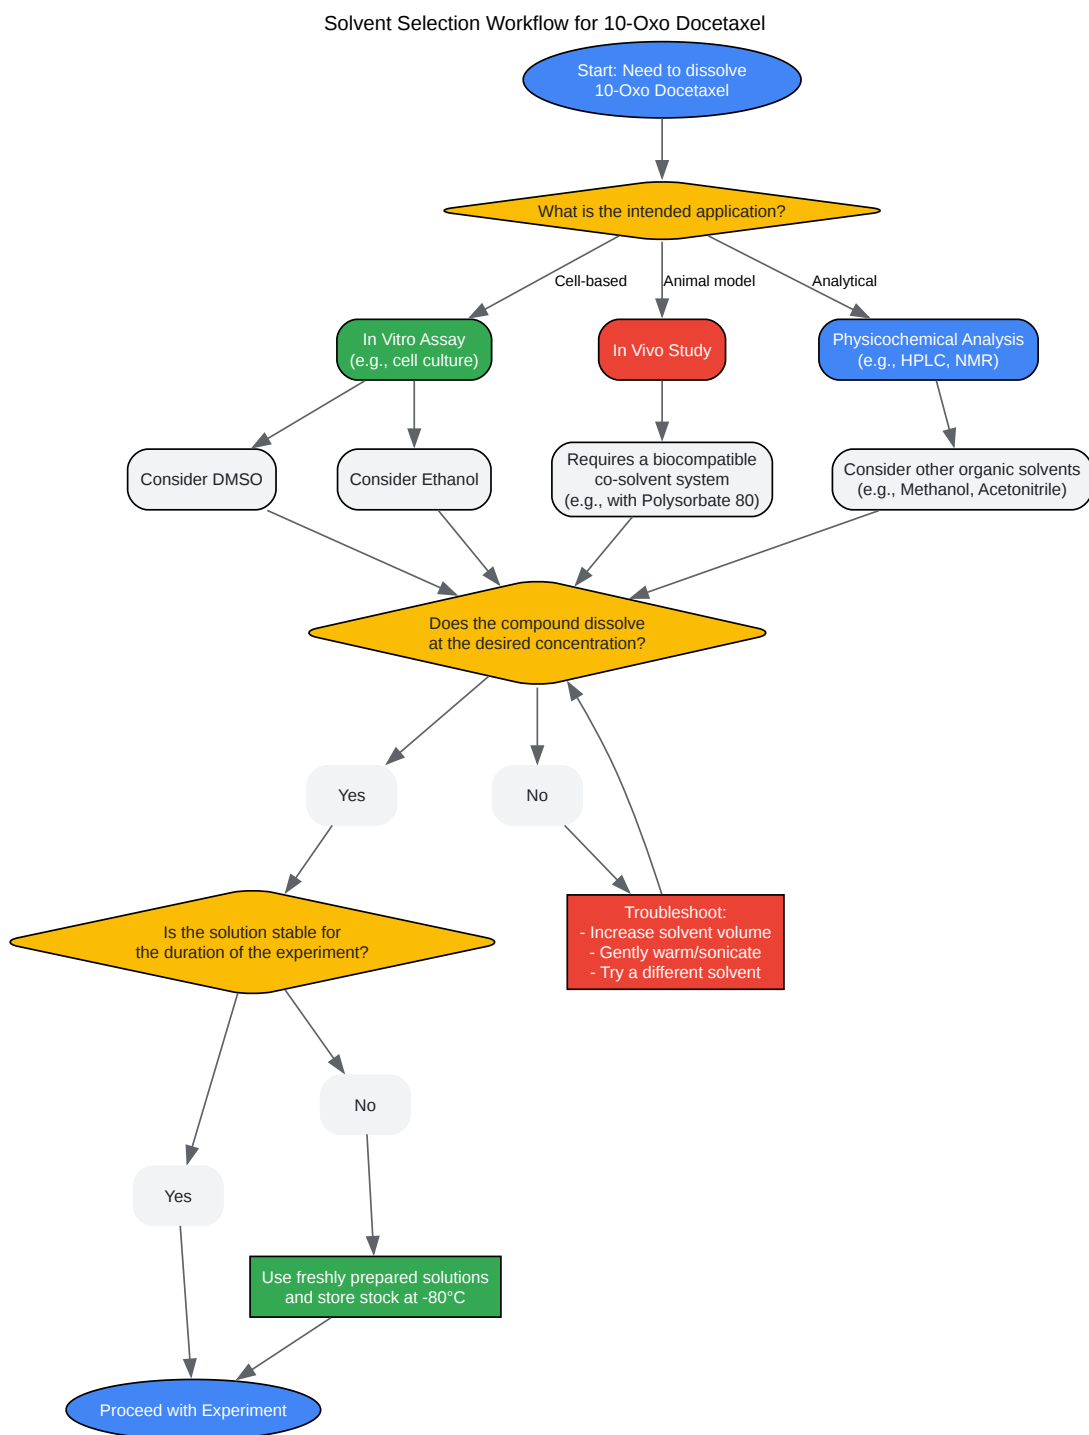 Solvent Selection Workflow for 10-Oxo Docetaxel
Start: Need to dissolve
10-Oxo Docetaxel
What is the intended application?
Cell-based
Animal model
Analytical
In Vitro Assay
(e.g., cell culture)
In Vivo Study
Physicochemical Analysis
(e.g., HPLC, NMR)
Consider DMSO
Consider Ethanol
Requires a biocompatible
co-solvent system
(e.g., with Polysorbate 80)
Consider other organic solvents
(e.g., Methanol, Acetonitrile)
Does the compound dissolve
at the desired concentration?
Yes
No
Is the solution stable for
the duration of the experiment?
Troubleshoot:
- Increase solvent volume
- Gently warm/sonicate
- Try a different solvent
No
Yes
Use freshly prepared solutions
and store stock at -80°C
Proceed with Experiment